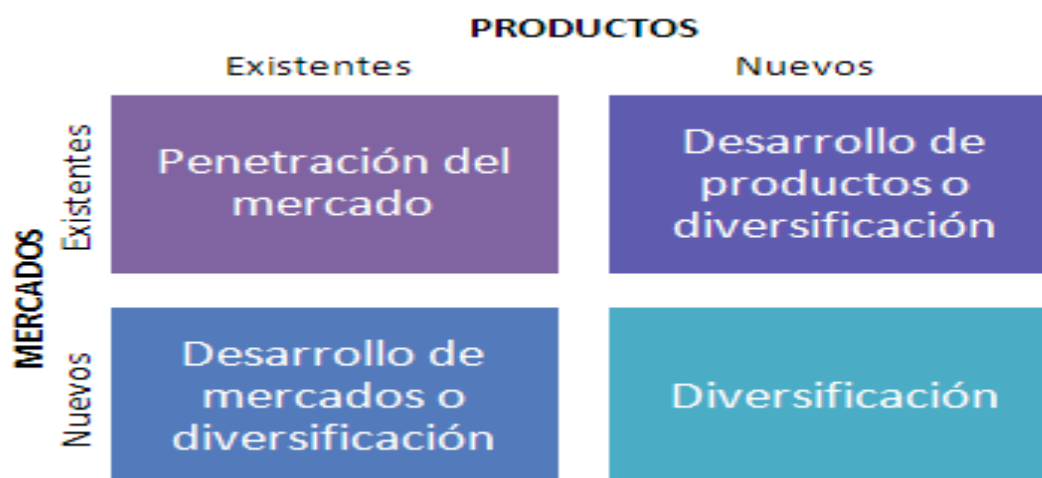 PRODUCTOS
Existentes
Nuevos
MERCADOS
Existentes
Penetración del
mercado
Desarrollo de
productos o
diversificación
Nuevos
Desarrollo de
mercados o
diversificación
Diversificación